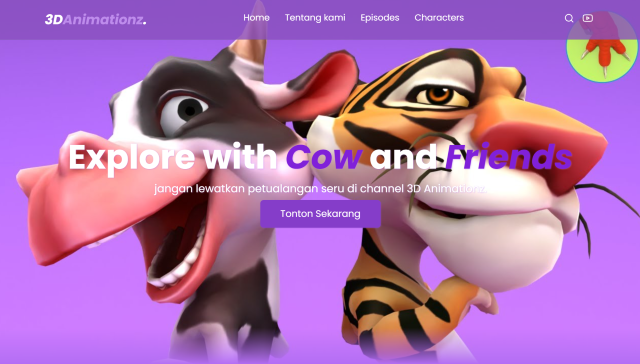 3DAnimationz.
Home Tentang kami Episodes Characters
Explore with Cow and Friends
jangan lewatkan petualangan seru di channel 3D Animationz
Tonton Sekarang